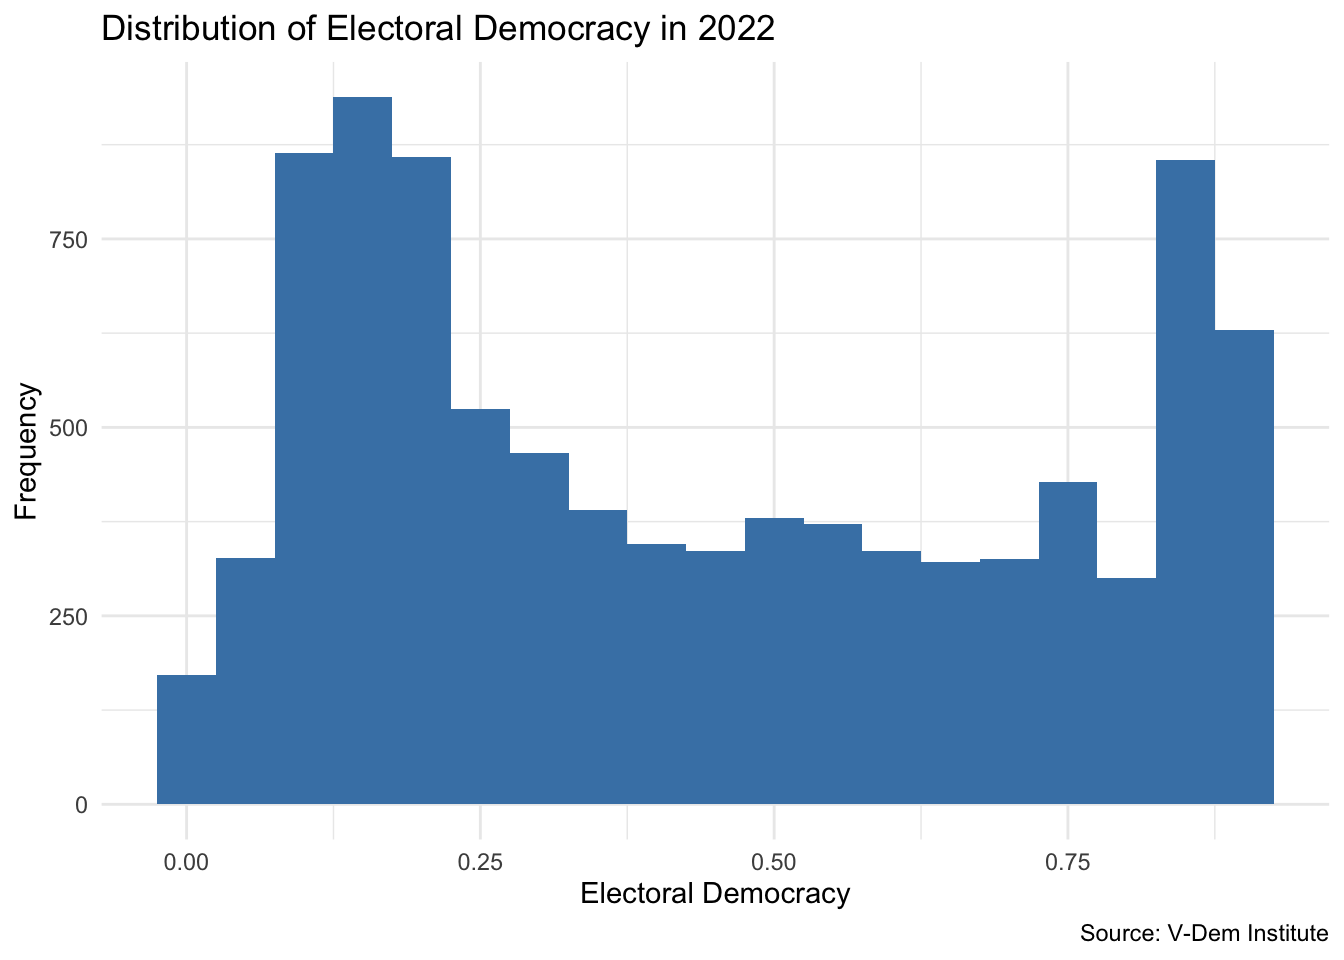 Distribution of Electoral Democracy in 2022
Frequency
750
500
250
0
0.00 0.25 0.50 0.75
Electoral Democracy
Source: V-Dem Institute